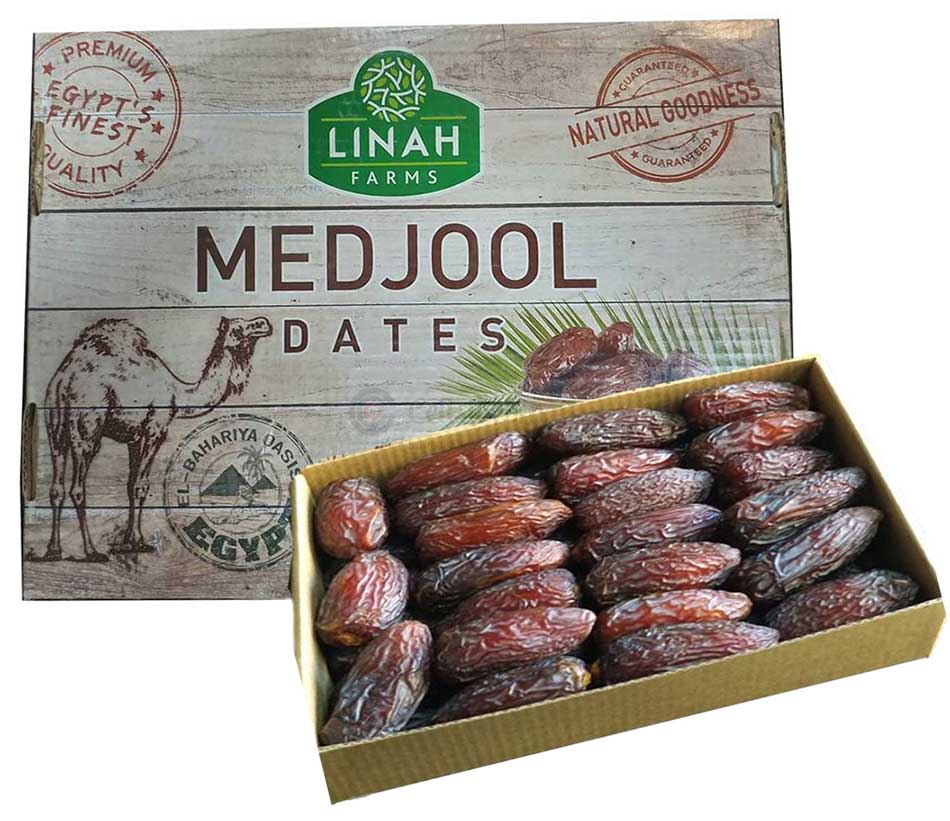 PREMIUM
EGYPT'S
FINEST
QUALITY
LINAH
FARMS
GUARANTEED
NATURAL GOODNESS
GUARANTEED
MEDJOOL
DATES
EL-BAHARIYA OASIS
EGYPT